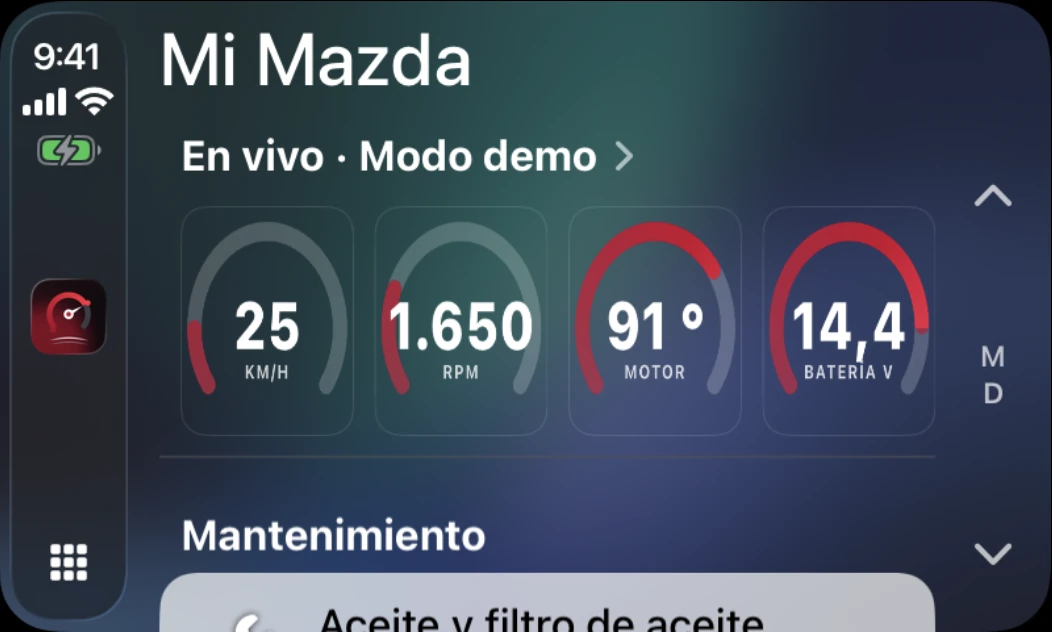 9:41
Mi Mazda
En vivo · Modo demo
25
KM/H
1.650
RPM
91 °
MOTOR
14,4
BATERÍA V
M
D
Mantenimiento
Aceite y filtro de aceite